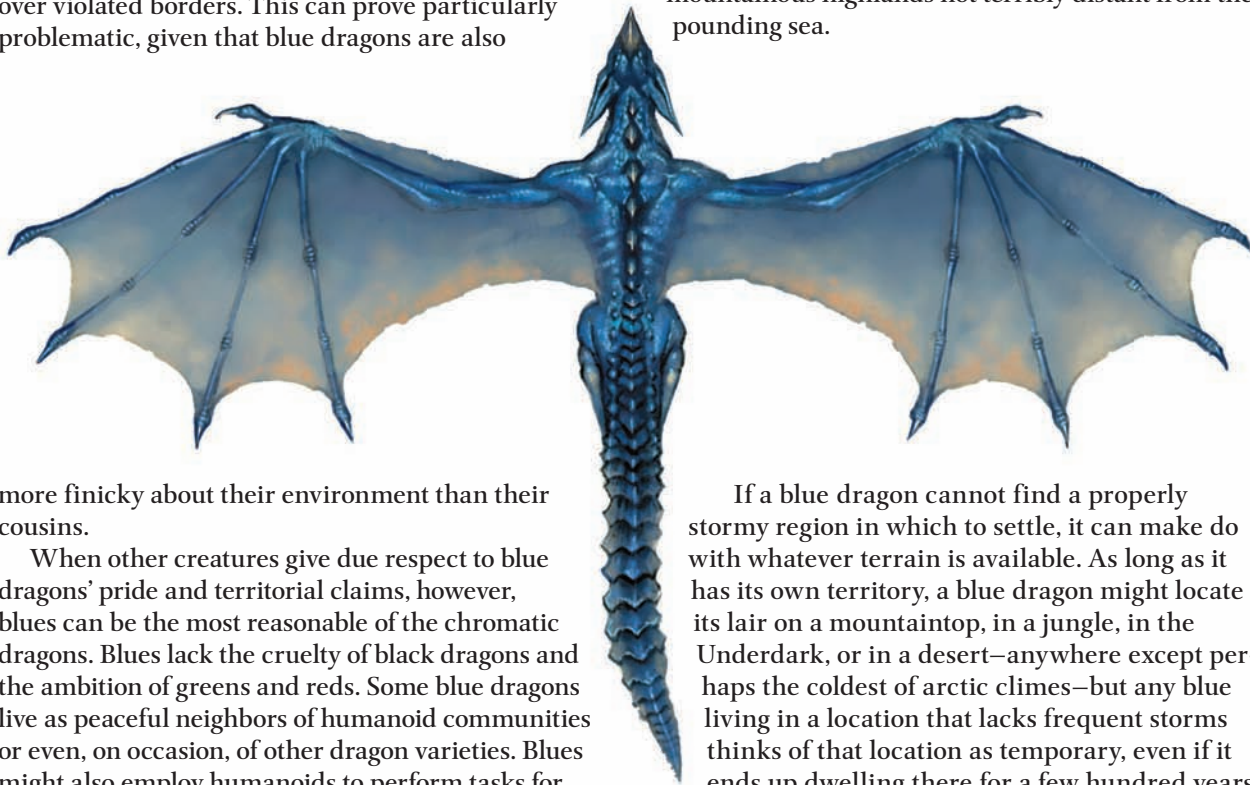 over violated borders. This can prove particularly
problematic, given that blue dragons are also
more finicky about their environment than their
cousins.
When other creatures give due respect to blue
dragons’ pride and territorial claims, however,
blues can be the most reasonable of the chromatic
dragons. Blues lack the cruelty of black dragons and
the ambition of greens and reds. Some blue dragons
live as peaceful neighbors of humanoid communities
or even, on occasion, of other dragon varieties. Blues
might also employ humanoids to perform tasks for
mountainous highlands not terribly distant from the
pounding sea.
If a blue dragon cannot find a properly
stormy region in which to settle, it can make do
with whatever terrain is available. As long as it
has its own territory, a blue dragon might locate
its lair on a mountaintop, in a jungle, in the
Underdark, or in a desert—anywhere except per
haps the coldest of arctic climes—but any blue
living in a location that lacks frequent storms
thinks of that location as temporary, even if it
ends up dwelling there for a few hundred years